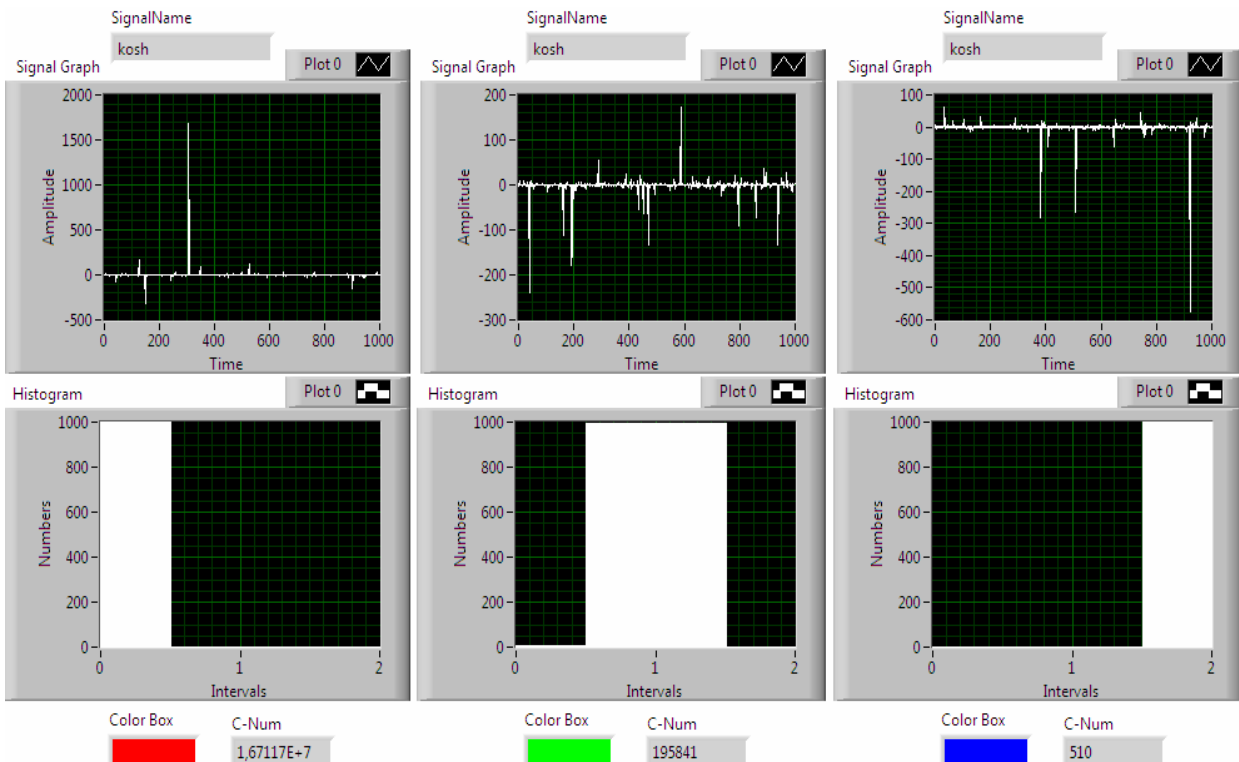 SignalName
kosh
Signal Graph
Plot 0
2000
1500
1000
500
0
-500
Amplitude
0 200 400 600 800 1000
Time
Histogram
Plot 0
1000
800
600
400
200
0
Numbers
0 1 2
Intervals
Color Box
C-Num
1,67117E+7
SignalName
kosh
Signal Graph
Plot 0
200
100
0
-100
-200
-300
Amplitude
0 200 400 600 800 1000
Time
Histogram
Plot 0
1000
800
600
400
200
0
Numbers
0 1 2
Intervals
Color Box
C-Num
195841
SignalName
kosh
Signal Graph
Plot 0
100
0
-100
-200
-300
-400
-500
-600
Amplitude
0 200 400 600 800 1000
Time
Histogram
Plot 0
1000
800
600
400
200
0
Numbers
0 1 2
Intervals
Color Box
C-Num
510